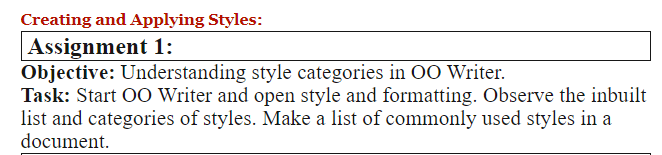 Creating and Applying Styles:
Assignment 1:
Objective: Understanding style categories in OO Writer.
Task: Start OO Writer and open style and formatting. Observe the inbuilt
list and categories of styles. Make a list of commonly used styles in a
document.